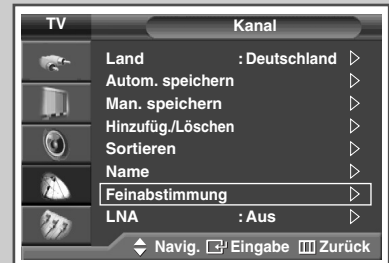 TV Kanal
Land : Deutschland
Autom. speichern
Man. speichern
Hinzufüg./Löschen
Sortieren
Name
Feinabstimmung
LNA : Aus
Navig. Eingabe Zurück